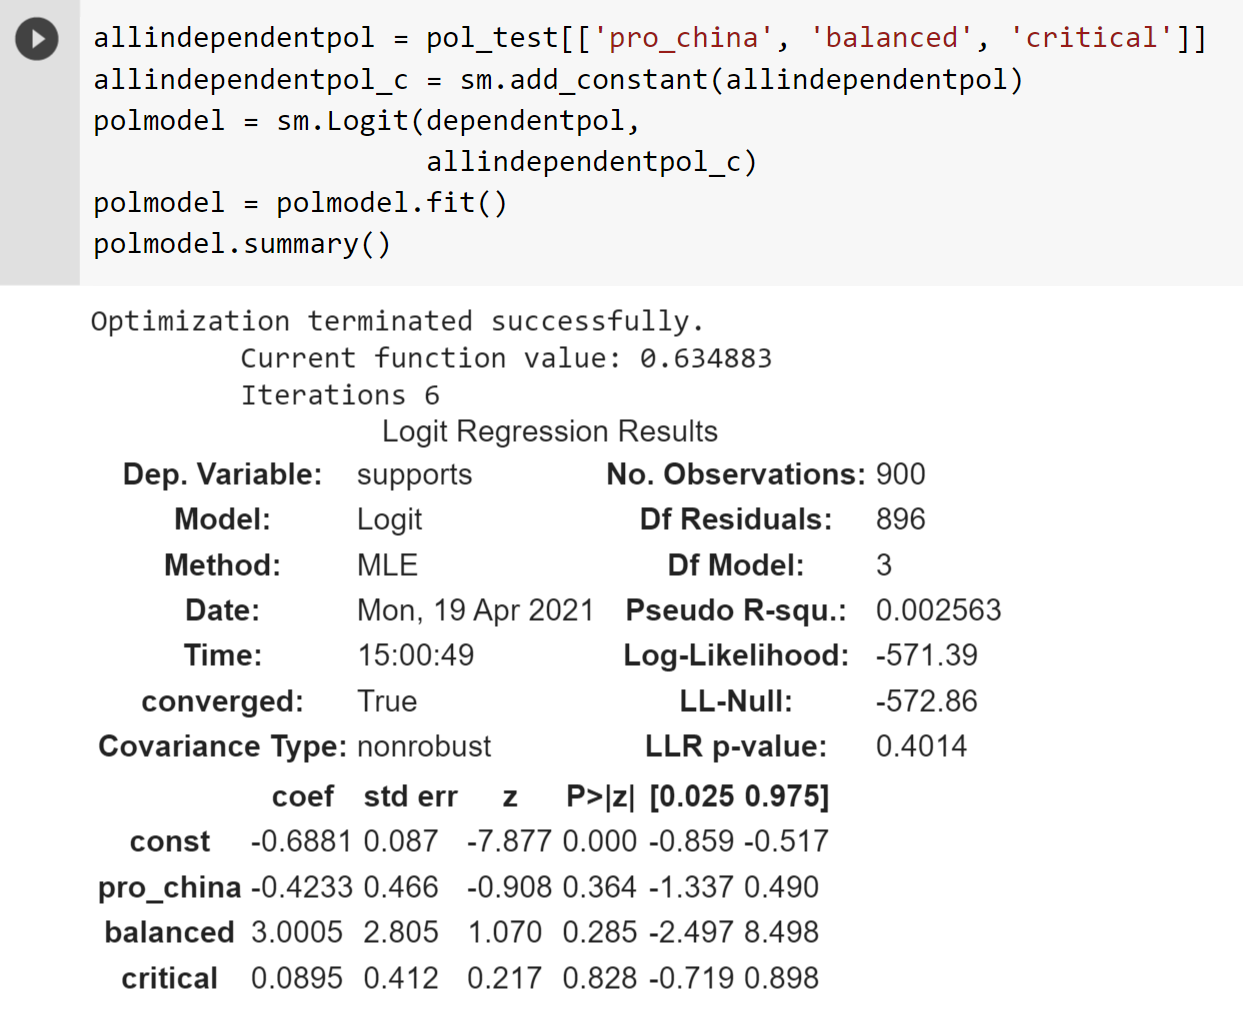 allindependentpol = pol_test[['pro_china', 'balanced', 'critical']]
allindependentpol_c = sm.add_constant(allindependentpol)
polmodel = sm.Logit(dependentpol,
allindependentpol_c)
polmodel = polmodel.fit()
polmodel.summary()
Optimization terminated successfully.
Current function value: 0.634883
Iterations 6
Logit Regression Results
Dep. Variable: supports No. Observations: 900
Model: Logit Df Residuals: 896
Method: MLE Df Model: 3
Date: Mon, 19 Apr 2021 Pseudo R-squ.: 0.002563
Time: 15:00:49 Log-Likelihood: -571.39
converged: True LL-Null: -572.86
Covariance Type: nonrobust LLR p-value: 0.4014
coef std err z P>|z| [0.025 0.975]
const -0.6881 0.087 -7.877 0.000 -0.859 -0.517
pro_china -0.4233 0.466 -0.908 0.364 -1.337 0.490
balanced 3.0005 2.805 1.070 0.285 -2.497 8.498
critical 0.0895 0.412 0.217 0.828 -0.719 0.898